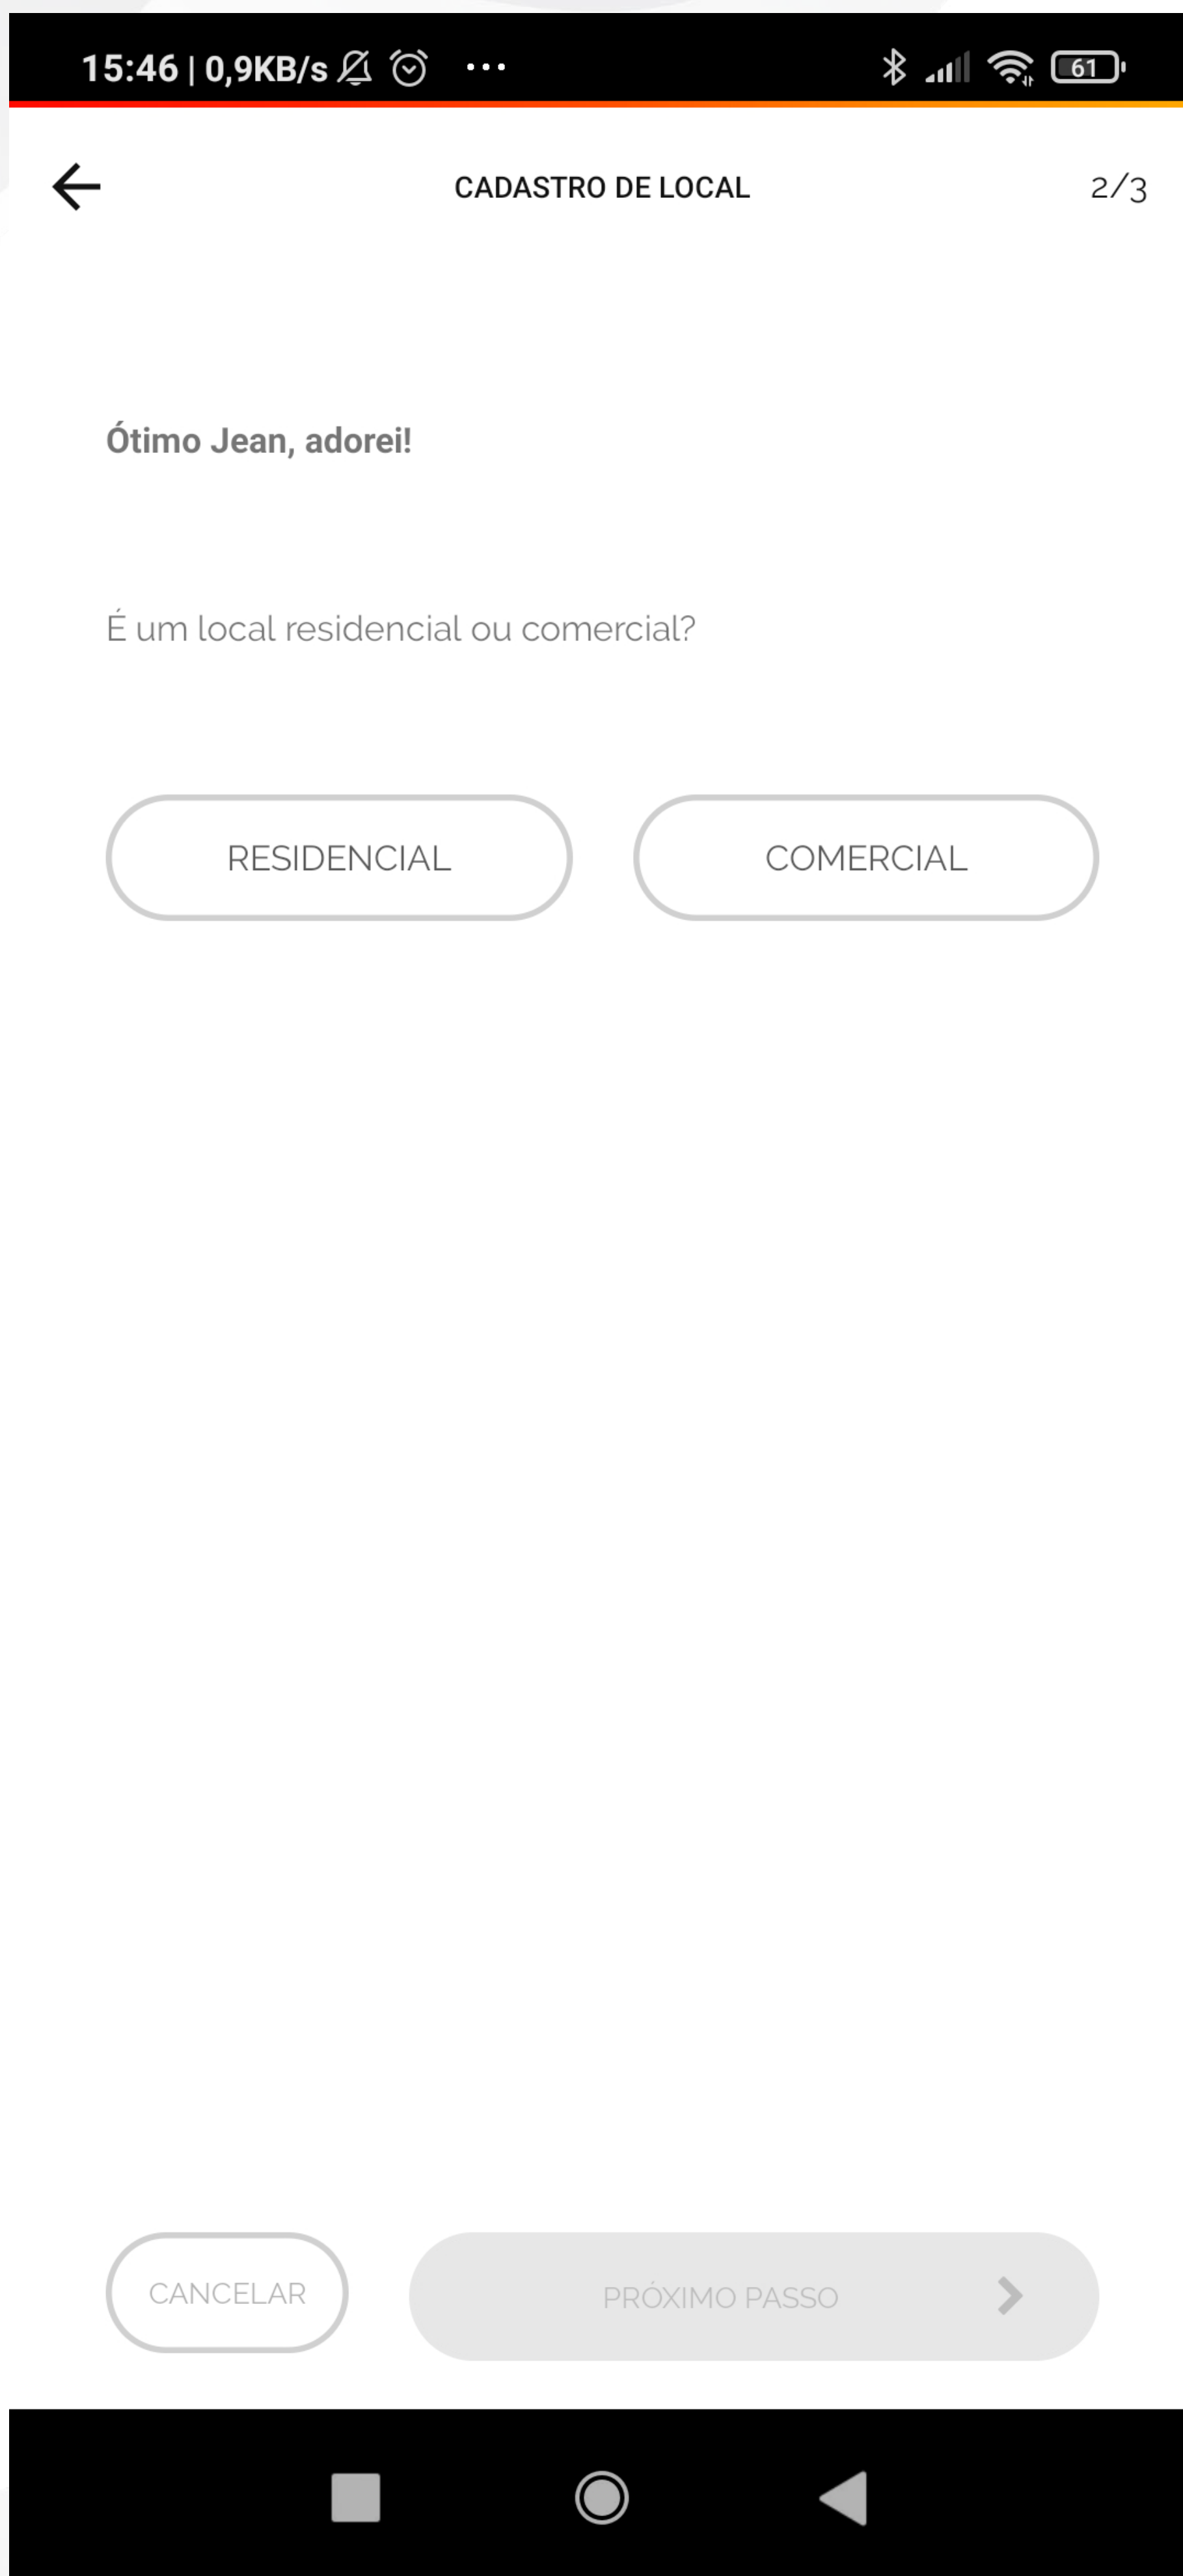 15:46 | 0,9KB/s
61
CADASTRO DE LOCAL
2/3
Ótimo Jean, adorei!
É um local residencial ou comercial?
RESIDENCIAL
COMERCIAL
CANCELAR
PRÓXIMO PASSO